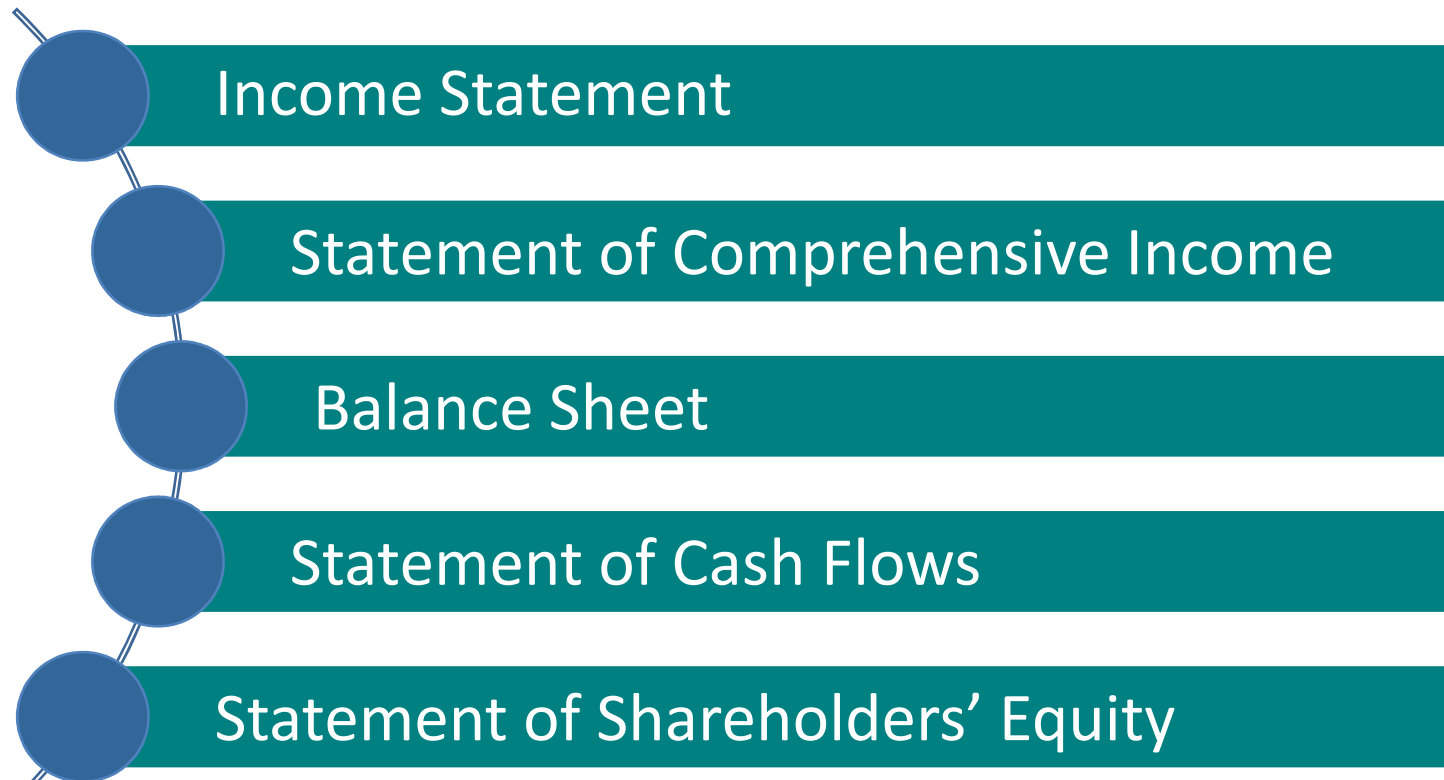 Income Statement
Statement of Comprehensive Income
Balance Sheet
Statement of Cash Flows
Statement of Shareholders’ Equity